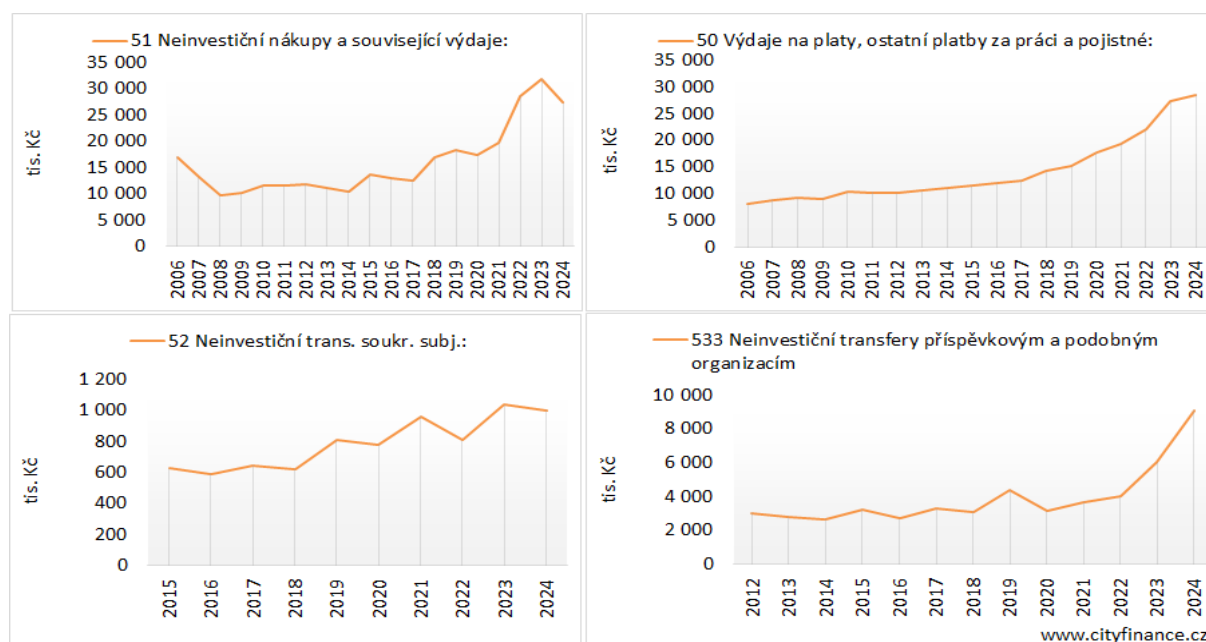 51 Neinvestiční nákupy a související výdaje:
35 000
30 000
25 000
20 000
15 000
10 000
5 000
0
tis. Kč
2006 2007 2008 2009 2010 2011 2012 2013 2014 2015 2016 2017 2018 2019 2020 2021 2022 2023 2024
50 Výdaje na platy, ostatní platby za práci a pojistné:
35 000
30 000
25 000
20 000
15 000
10 000
5 000
0
tis. Kč
2006 2007 2008 2009 2010 2011 2012 2013 2014 2015 2016 2017 2018 2019 2020 2021 2022 2023 2024
52 Neinvestiční trans. soukr. subj.:
1 200
1 000
800
600
400
200
0
tis. Kč
2015 2016 2017 2018 2019 2020 2021 2022 2023 2024
533 Neinvestiční transfery příspěvkovým a podobným
organizacím
10 000
8 000
6 000
4 000
2 000
0
tis. Kč
2012 2013 2014 2015 2016 2017 2018 2019 2020 2021 2022 2023 2024
www.cityfinance.cz